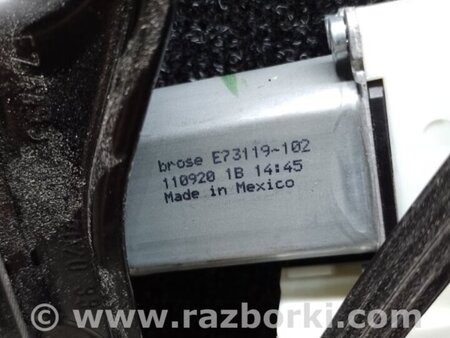 brose E73119-102
110920 1B 14:45
Made in Mexico
www.razborki.com